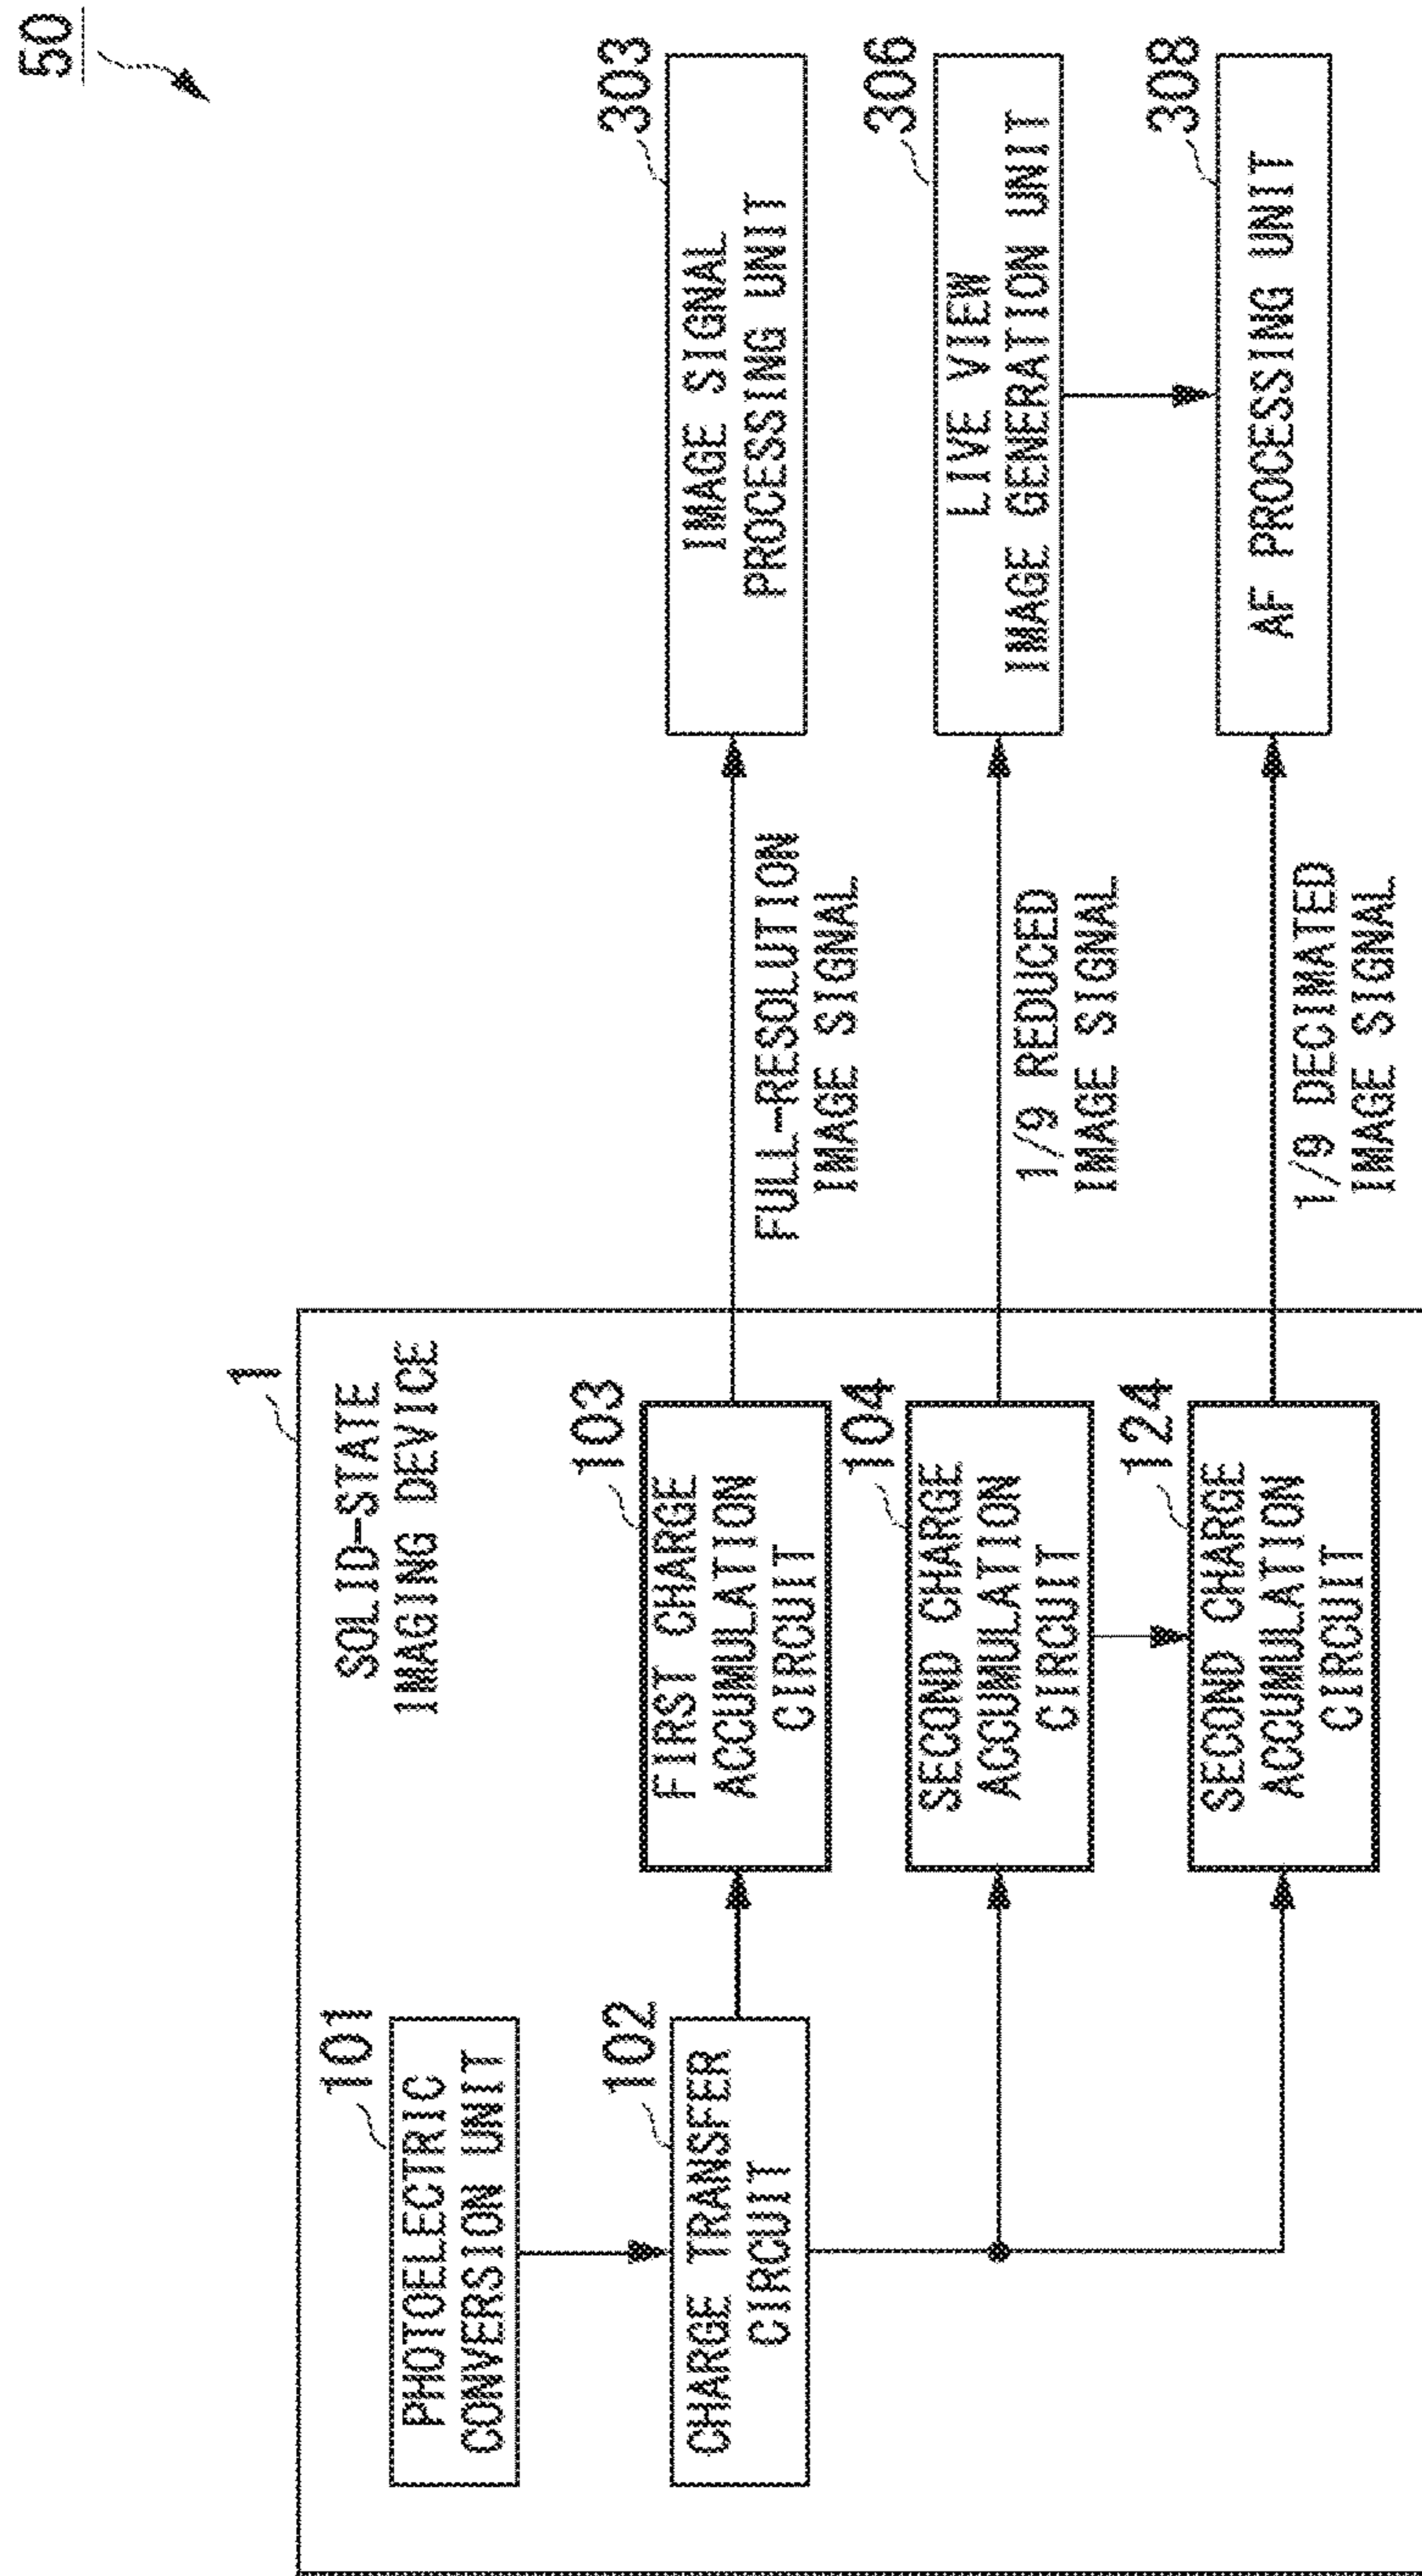 50
1
SOLID-STATE
IMAGING DEVICE
101
PHOTOELECTRIC
CONVERSION UNIT
102
CHARGE TRANSFER
CIRCUIT
103
FIRST CHARGE
ACCUMULATION
CIRCUIT
104
SECOND CHARGE
ACCUMULATION
CIRCUIT
124
SECOND CHARGE
ACCUMULATION
CIRCUIT
FULL-RESOLUTION
IMAGE SIGNAL
1/9 REDUCED
IMAGE SIGNAL
1/9 DECIMATED
IMAGE SIGNAL
303
IMAGE SIGNAL
PROCESSING UNIT
306
LIVE VIEW
IMAGE GENERATION UNIT
308
AF PROCESSING UNIT